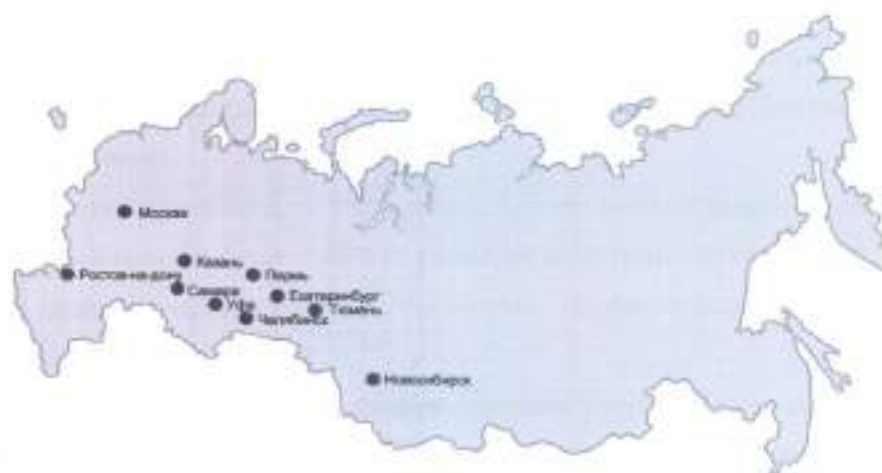 Москва
Казань
Ростов-на-дону
Пермь
Самара
Екатеринбург
Уфа
Тюмень
Челябинск
Новосибирск